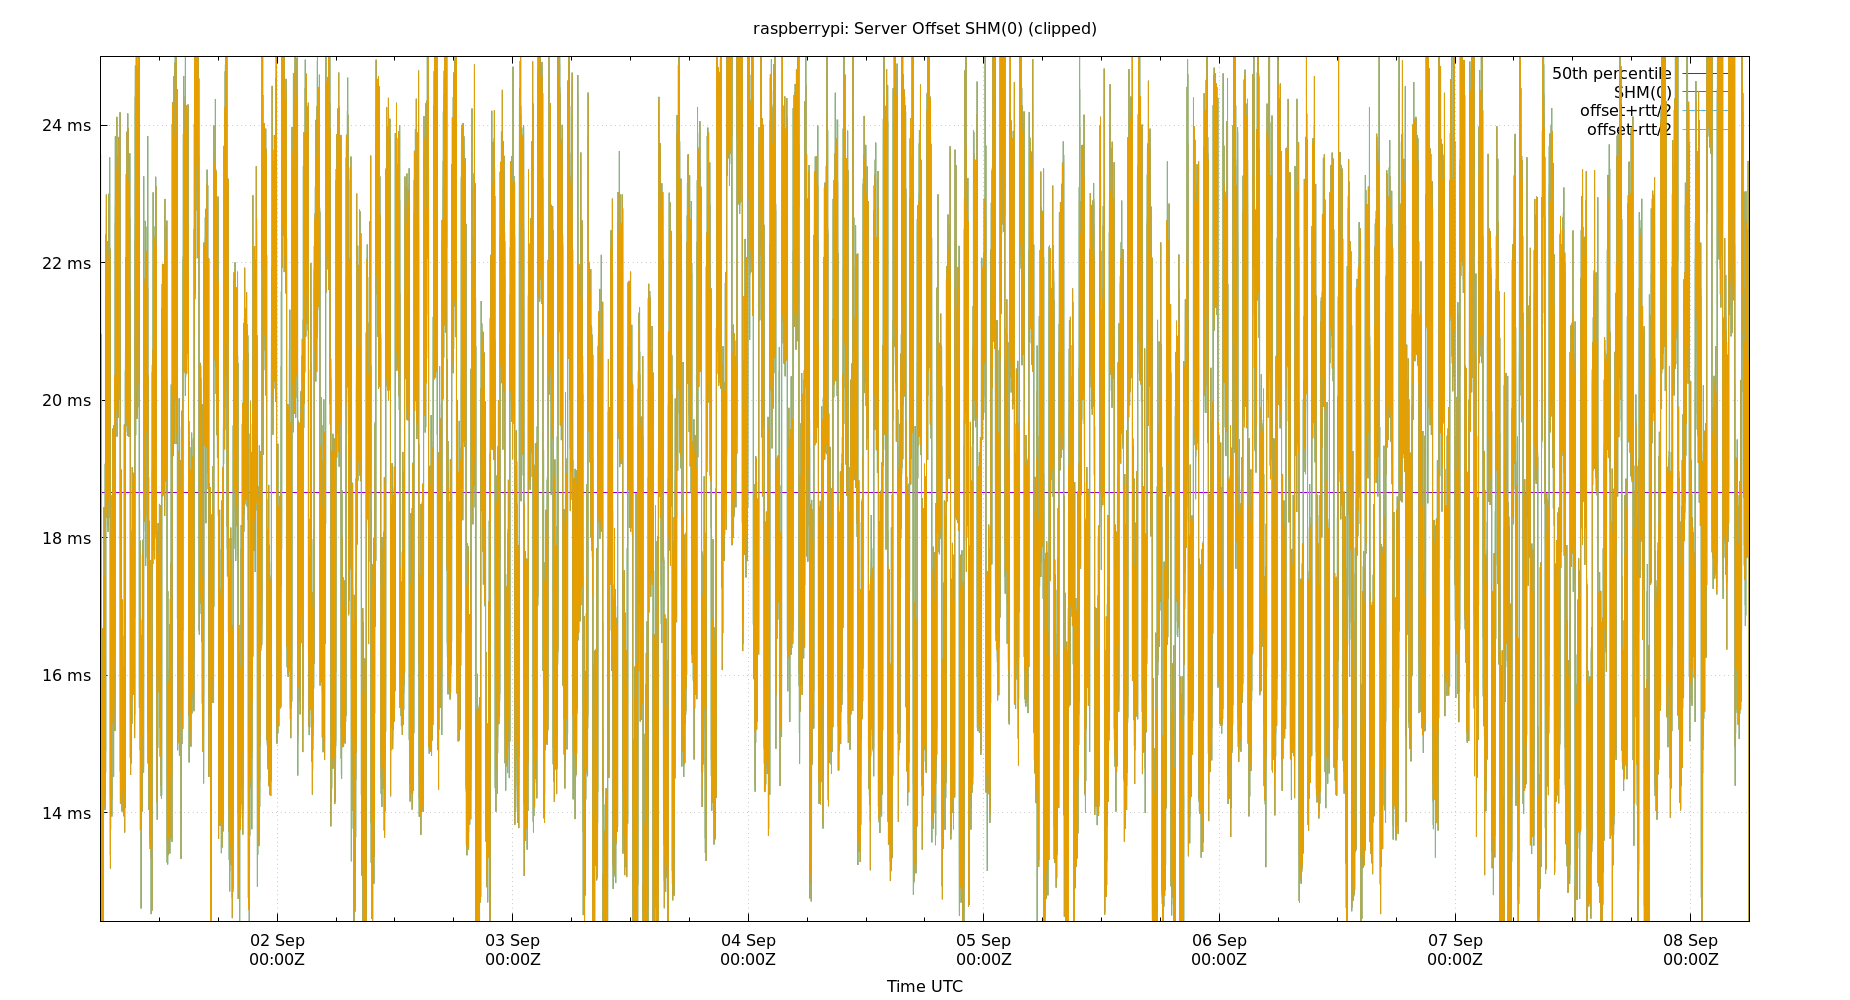 raspberrypi: Server Offset SHM(0) (clipped)
50th percentile
SHM(0)
offset+rtt/2
offset-rtt/2
24 ms
22 ms
20 ms
18 ms
16 ms
14 ms
02 Sep 03 Sep 04 Sep 05 Sep 06 Sep 07 Sep 08 Sep
00:00Z 00:00Z 00:00Z 00:00Z 00:00Z 00:00Z 00:00Z
Time UTC